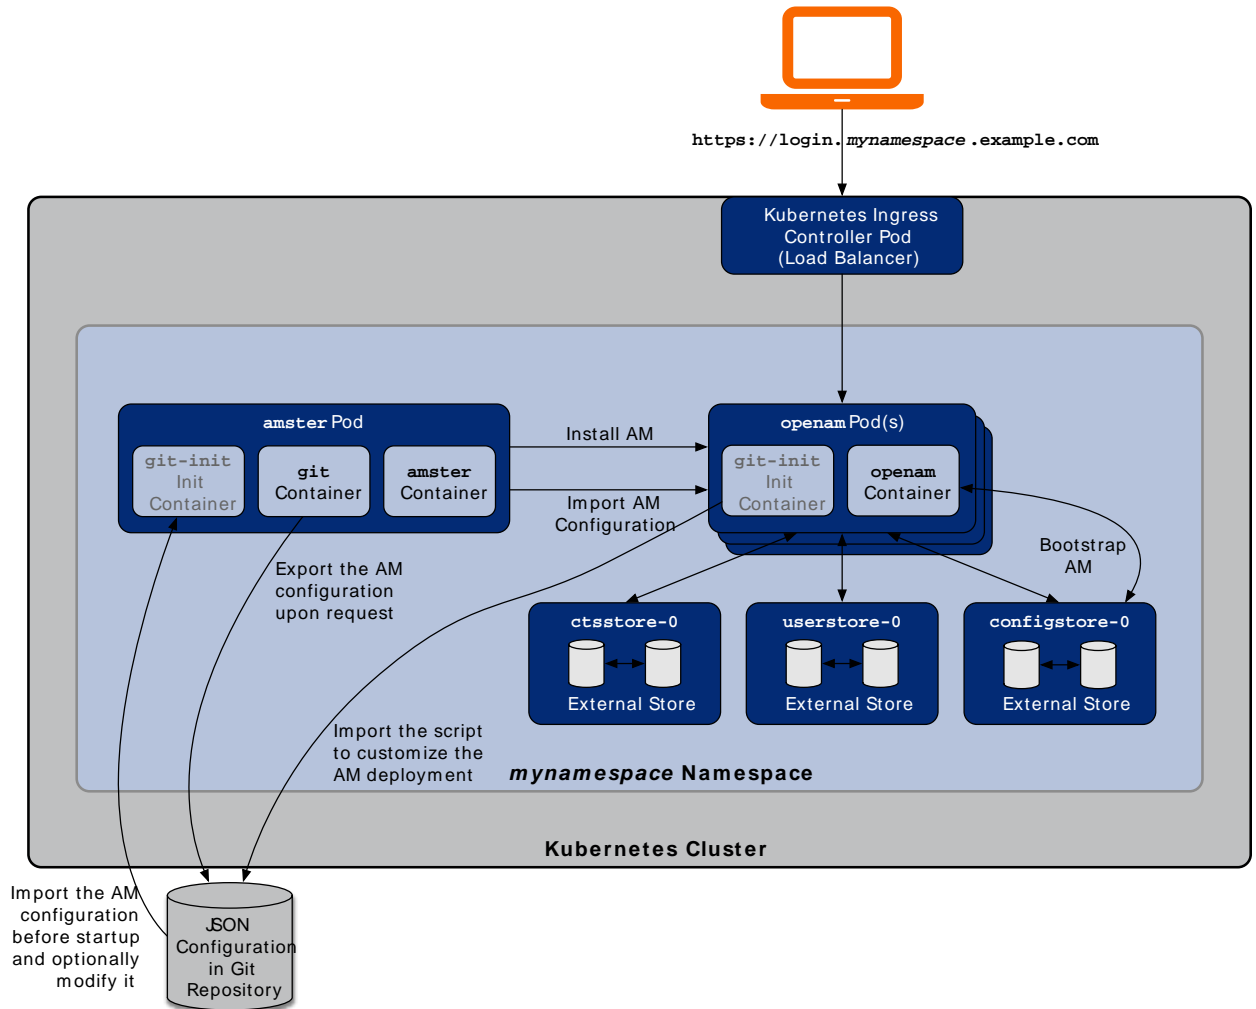 https://login.mynamespace.example.com
Kubernetes Ingress
Controller Pod
(Load Balancer)
amster Pod
git-init
Init
Container
git
Container
amster
Container
Install AM
Import AM
Configuration
openam Pod(s)
git-init
Init
Container
openam
Container
Bootstrap
AM
Export the AM
configuration
upon request
ctsstore-0
External Store
userstore-0
External Store
configstore-0
External Store
Import the script
to customize the
AM deployment
mynamespace Namespace
Kubernetes Cluster
Import the AM
configuration
before startup
and optionally
modify it
JSON
Configuration
in Git
Repository